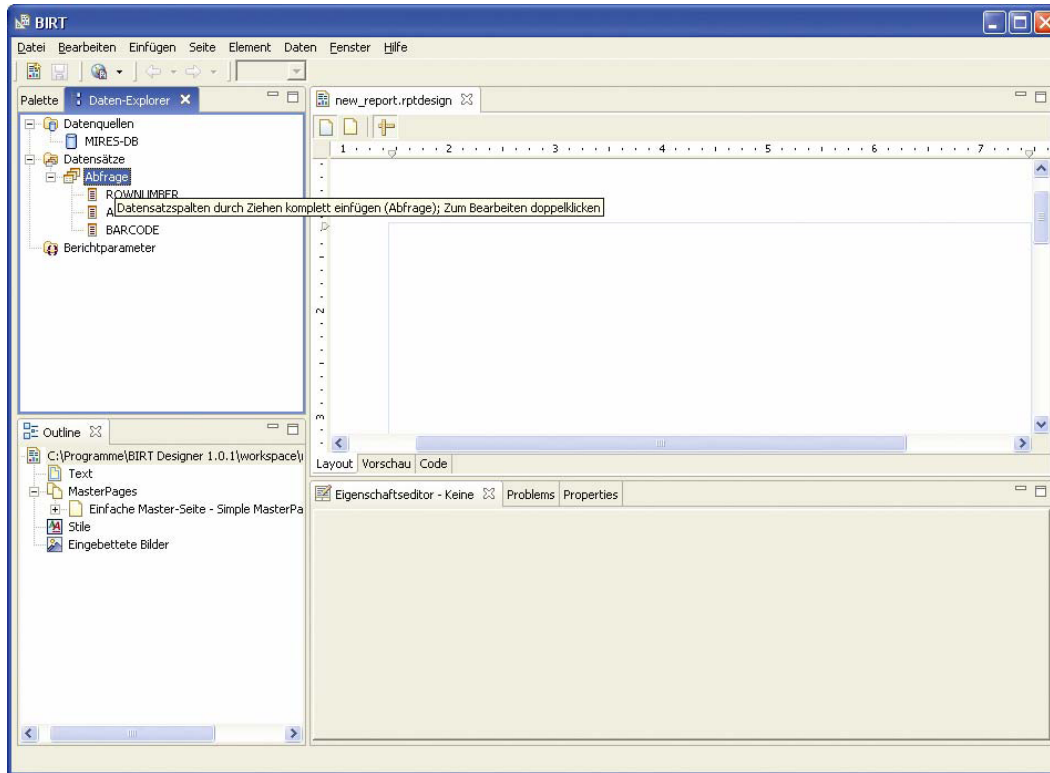 BIRT
Datei Bearbeiten Einfügen Seite Element Daten Fenster Hilfe
Palette Daten-Explorer
Datenquellen
MIRES-DB
Datensätze
Abfrage
ROWNUMBER
A
BARCODE
Berichtparameter
Datensatzspalten durch Ziehen komplett einfügen (Abfrage); Zum Bearbeiten doppelklicken
new_report.rptdesign
1 2 3 4 5 6 7
2
3
Layout Vorschau Code
Outline
C:\Programme\BIRT Designer 1.0.1\workspace\
Text
MasterPages
Einfache Master-Seite - Simple MasterPa
Stile
Eingebettete Bilder
Eigenschaftseditor - Keine Problems Properties